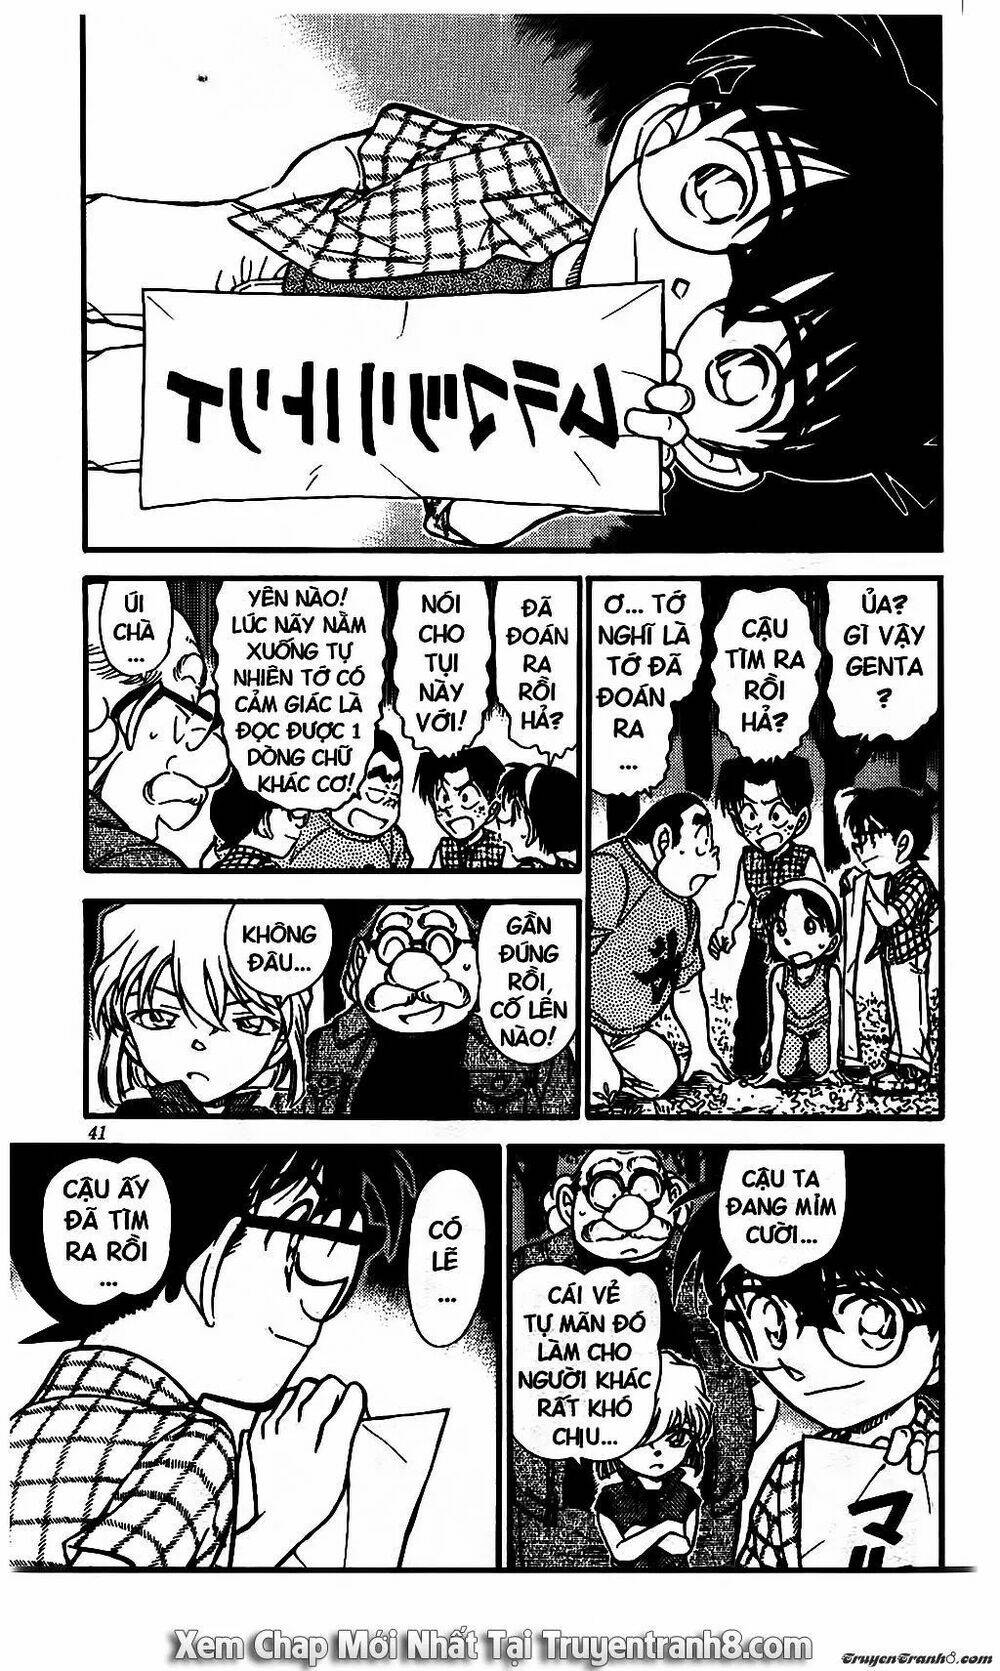 ỦA?
GÌ VẬY
GENTA
?
CẬU
TÌM RA
RỒI
HẢ?
Ơ... TỚ
NGHĨ LÀ
TỚ ĐÃ
ĐOÁN
RA
...
ĐÃ
ĐOÁN
RA
RỒI
HẢ?
NÓI
CHO
TỤI
NÀY
VỚI!
YÊN NÀO!
LÚC NÃY NẰM
XUỐNG TỰ
NHIÊN TỚ CÓ
CẢM GIÁC LÀ
ĐỌC ĐƯỢC 1
DÒNG CHỮ
KHÁC CƠ!
ÚI
CHÀ
...
GẦN
ĐÚNG
RỒI,
CỐ LÊN
NÀO!
KHÔNG
ĐÂU...
41
CẬU TA
ĐANG MỈM
CƯỜI...
CÁI VẺ
TỰ MÃN ĐÓ
LÀM CHO
NGƯỜI KHÁC
RẤT KHÓ
CHỊU...
マ
CÓ
LẼ
...
CẬU ẤY
ĐÃ TÌM
RA RỒI
...
Xem Chap Mới Nhất Tại Truyentranh8.com
TruyenTranh8.com